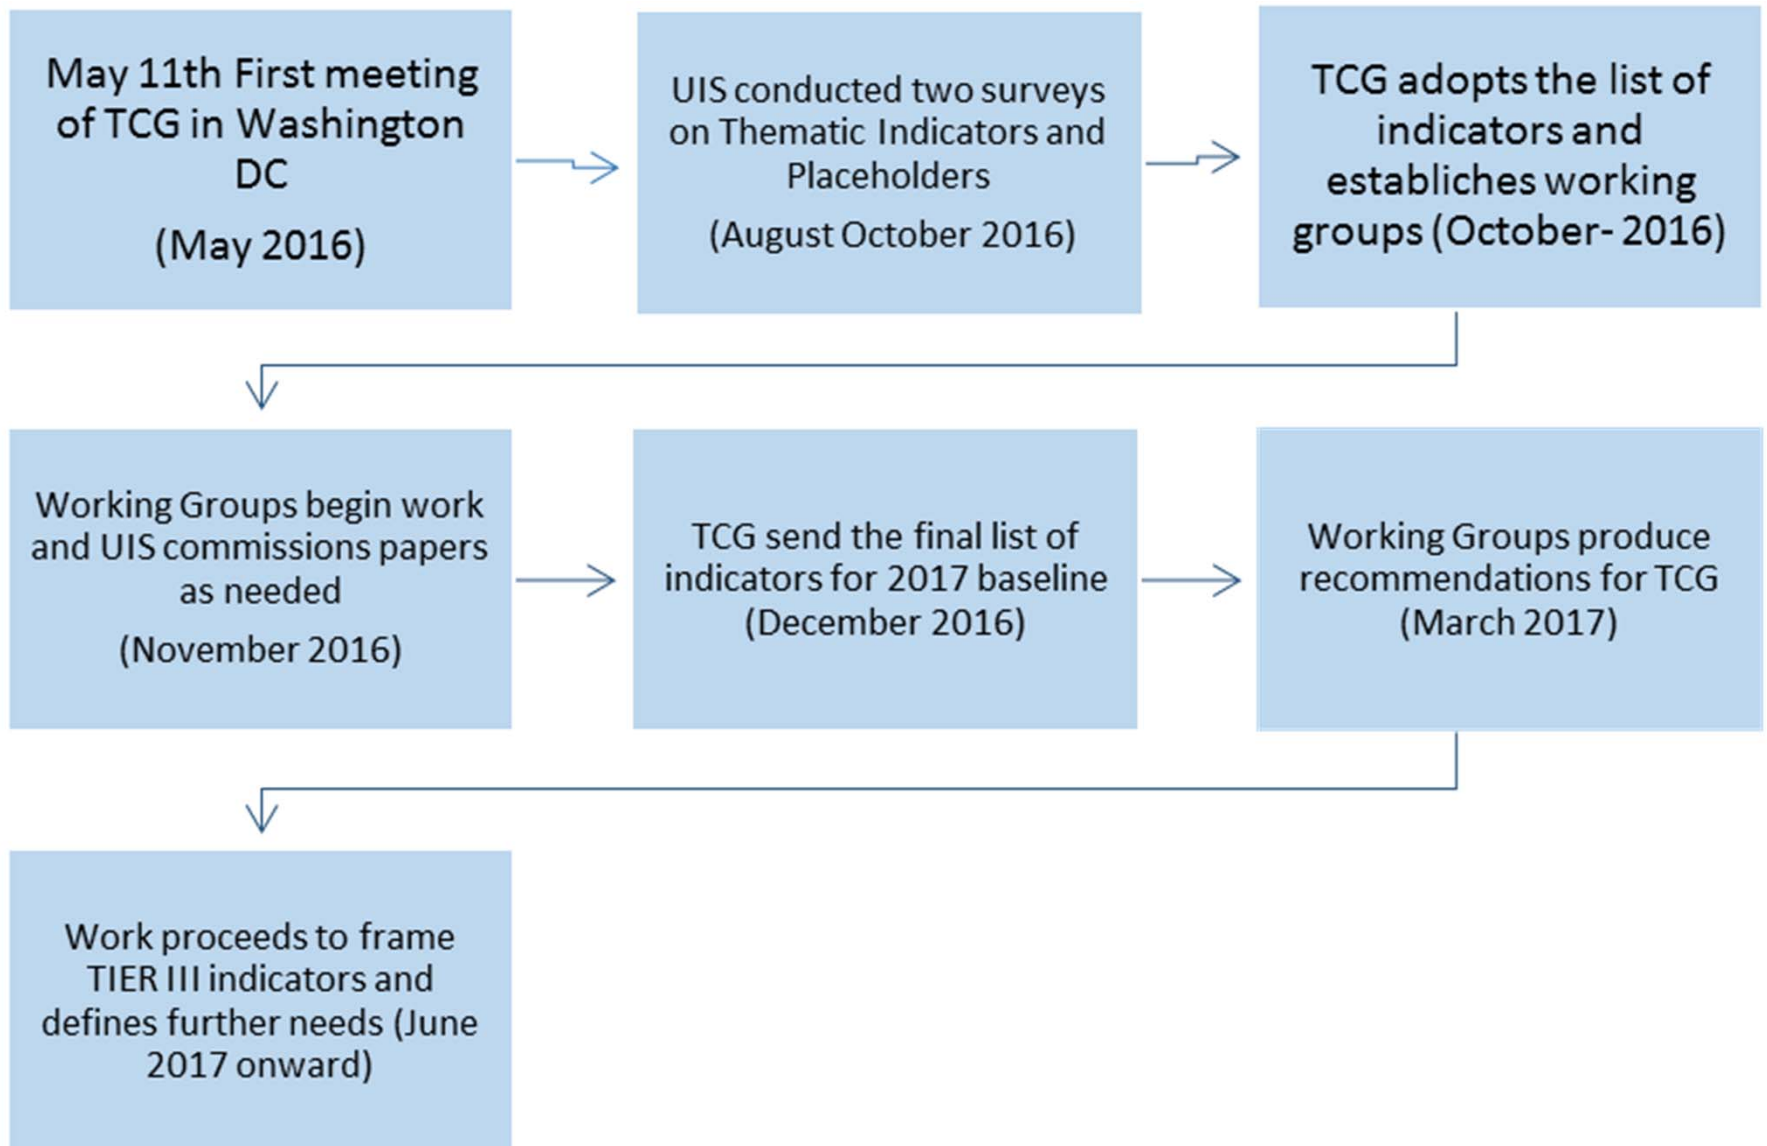 May 11th First meeting
of TCG in Washington
DC
(May 2016)
UIS conducted two surveys
on Thematic Indicators and
Placeholders
(August October 2016)
TCG adopts the list of
indicators and
establiches working
groups (October- 2016)
Working Groups begin work
and UIS commissions papers
as needed
(November 2016)
TCG send the final list of
indicators for 2017 baseline
(December 2016)
Working Groups produce
recommendations for TCG
(March 2017)
Work proceeds to frame
TIER III indicators and
defines further needs (June
2017 onward)